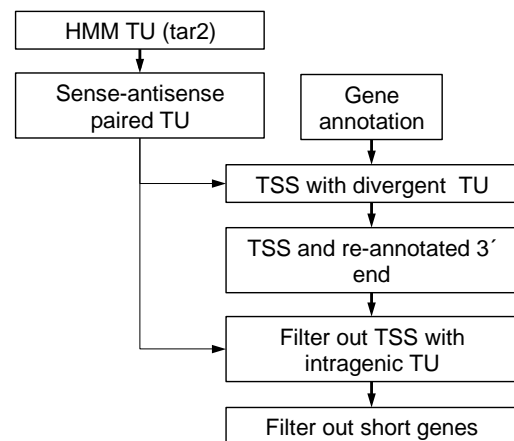 HMM TU (tar2)
Sense-antisense
paired TU
Gene
annotation
TSS with divergent TU
TSS and re-annotated 3´
end
Filter out TSS with
intragenic TU
Filter out short genes